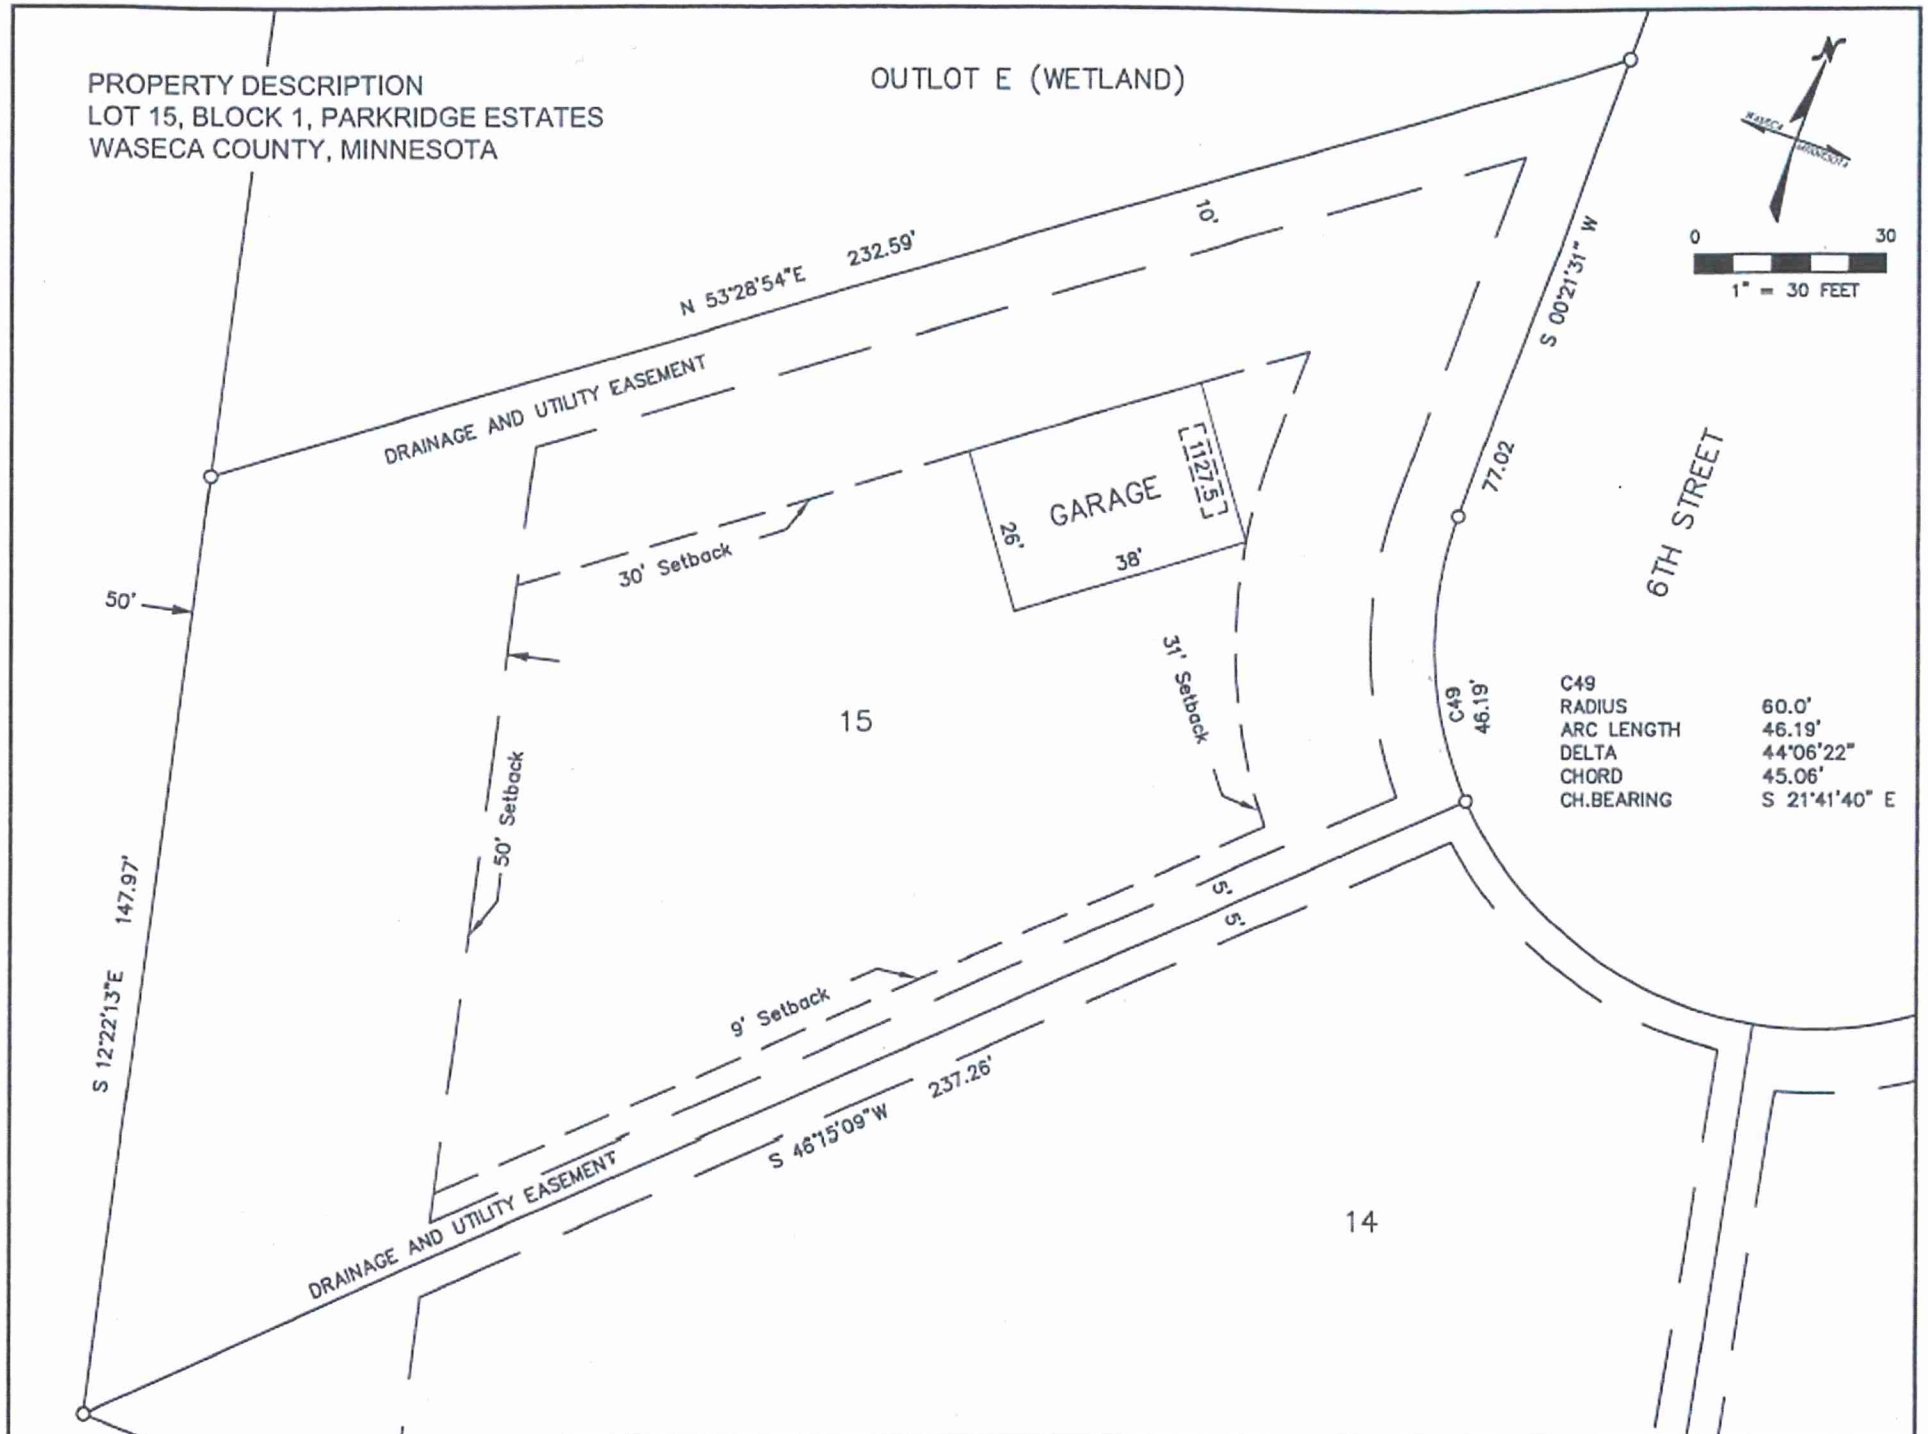 PROPERTY DESCRIPTION
LOT 15, BLOCK 1, PARKRIDGE ESTATES
WASECA COUNTY, MINNESOTA
OUTLOT E (WETLAND)
N
WASECA
MINNESOTA
0 30
1" = 30 FEET
N 53°28'54"E 232.59'
10'
S 00°21'31" W
77.02
DRAINAGE AND UTILITY EASEMENT
GARAGE
1127.5
26'
38'
30' Setback
50'
6TH STREET
31' Setback
15
C49
46.19'
C49
RADIUS 60.0'
ARC LENGTH 46.19'
DELTA 44°06'22"
CHORD 45.06'
CH.BEARING S 21°41'40" E
50' Setback
S 12°22'13"E 147.97'
5'
5'
9' Setback
S 46°15'09"W 237.26'
DRAINAGE AND UTILITY EASEMENT
14